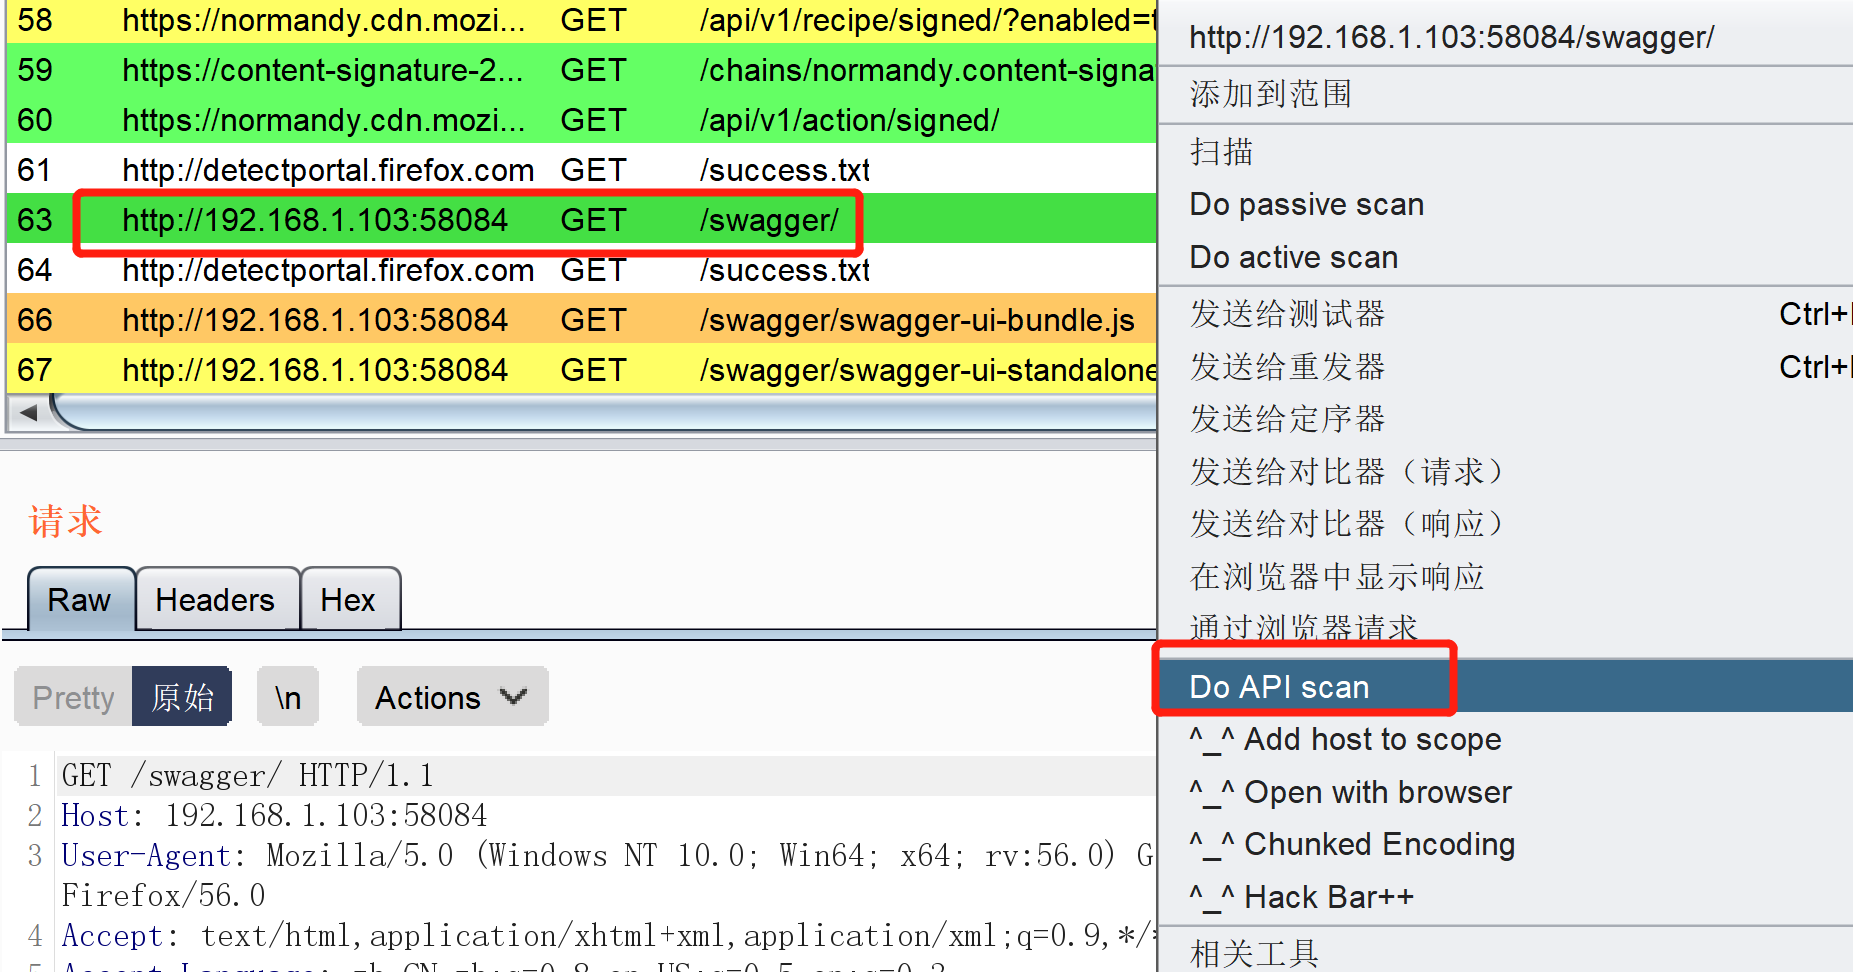 58 https://normandy.cdn.mozi... GET /api/v1/recipe/signed/?enabled=t
59 https://content-signature-2... GET /chains/normandy.content-signa
60 https://normandy.cdn.mozi... GET /api/v1/action/signed/
61 http://detectportal.firefox.com GET /success.txt
63 http://192.168.1.103:58084 GET /swagger/
64 http://detectportal.firefox.com GET /success.txt
66 http://192.168.1.103:58084 GET /swagger/swagger-ui-bundle.js
67 http://192.168.1.103:58084 GET /swagger/swagger-ui-standalone
请求
Raw Headers Hex
Pretty 原始 \n Actions
1 GET /swagger/ HTTP/1.1
2 Host: 192.168.1.103:58084
3 User-Agent: Mozilla/5.0 (Windows NT 10.0; Win64; x64; rv:56.0) G
Firefox/56.0
4 Accept: text/html,application/xhtml+xml,application/xml;q=0.9,*/*
http://192.168.1.103:58084/swagger/
添加到范围
扫描
Do passive scan
Do active scan
发送给测试器 Ctrl+
发送给重发器 Ctrl+
发送给定序器
发送给对比器（请求）
发送给对比器（响应）
在浏览器中显示响应
通过浏览器请求
Do API scan
^_^ Add host to scope
^_^ Open with browser
^_^ Chunked Encoding
^_^ Hack Bar++
相关工具